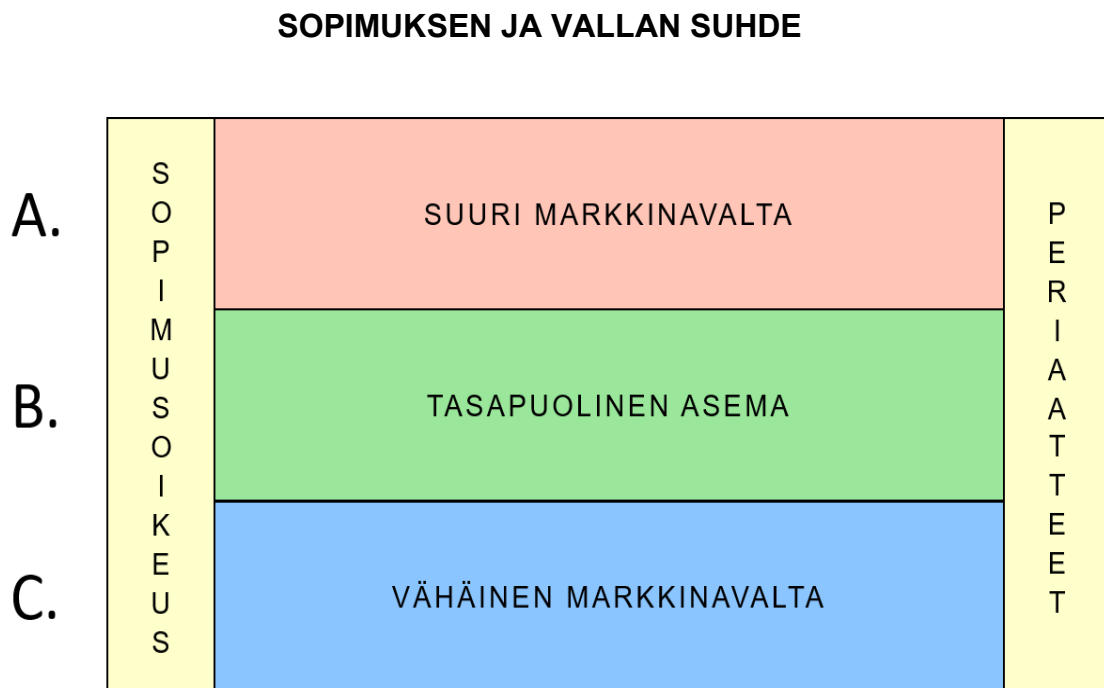 SOPIMUKSEN JA VALLAN SUHDE
SOPIMUSOIKEUS
A.
SUURI MARKKINAVALTA
B.
TASAPUOLINEN ASEMA
C.
VÄHÄINEN MARKKINAVALTA
PERIAATTEET